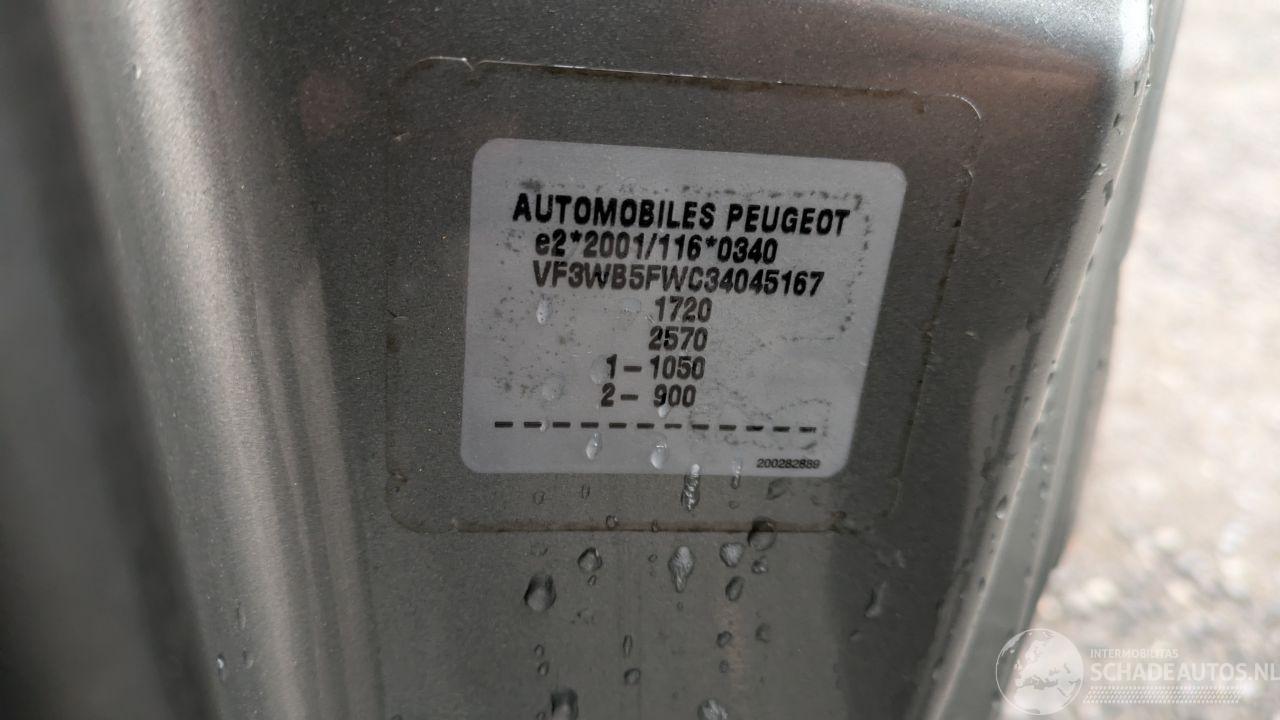 AUTOMOBILES PEUGEOT
e2*2001/116*0340
VF3WB5FWC34045167
1720
2570
1- 1050
2- 900
200282889
INTERMOBILITAS
SCHADEAUTOS.NL